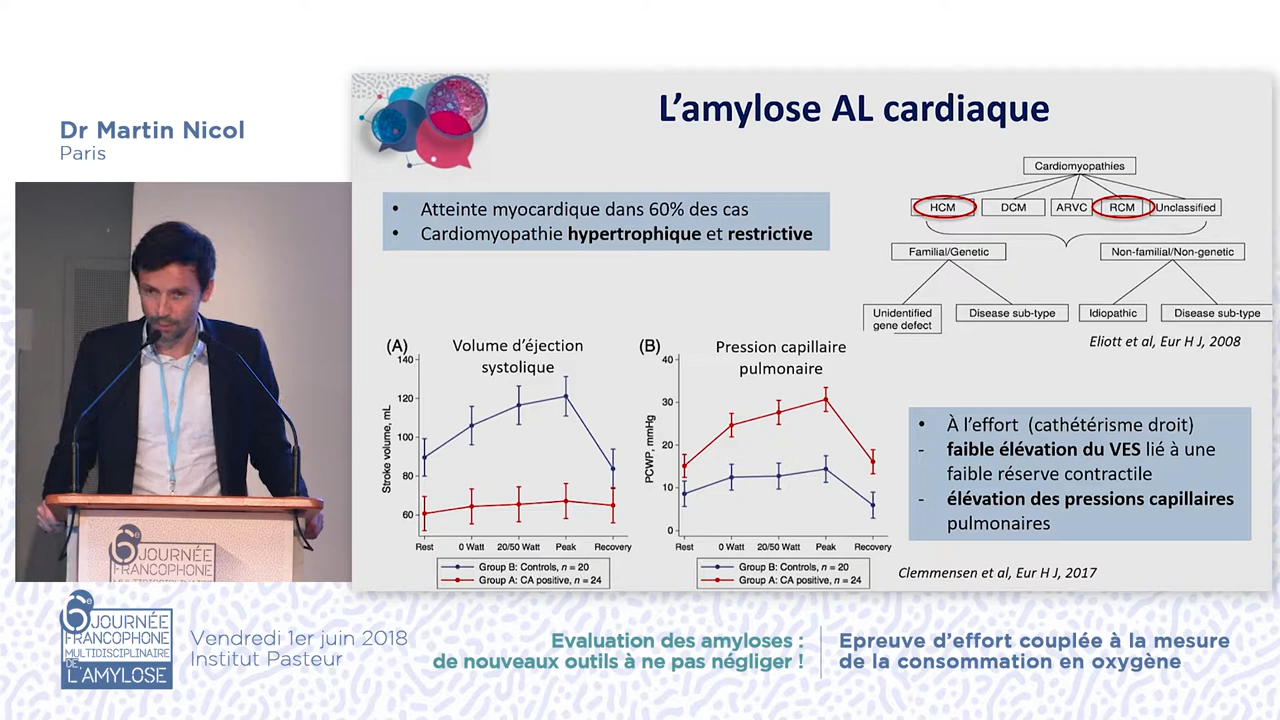 Dr Martin Nicol
Paris
L'amylose AL cardiaque
• Atteinte myocardique dans 60% des cas
• Cardiomyopathie hypertrophique et restrictive
Cardiomyopathies
HCM
DCM
ARVC
RCM
Unclassified
Familial/Genetic
Non-familial/Non-genetic
Unidentified
gene defect
Disease sub-type
Idiopathic
Disease sub-type
Eliott et al, Eur H J, 2008
(A)
Volume d'éjection
systolique
Stroke volume, mL
140
120
100
80
60
Rest
0 Watt
20/50 Watt
Peak
Recovery
Group B: Controls, n = 20
Group A: CA positive, n = 24
(B)
Pression capillaire
pulmonaire
PCWP, mmHg
40
30
20
10
0
Rest
0 Watt
20/50 Watt
Peak
Recovery
Group B: Controls, n = 20
Group A: CA positive, n = 24
• À l'effort (cathétérisme droit)
- faible élévation du VES lié à une
faible réserve contractile
- élévation des pressions capillaires
pulmonaires
Clemmensen et al, Eur H J, 2017
6e
JOURNÉE
FRANCOPHONE
6e
JOURNÉE
FRANCOPHONE
MULTIDISCIPLINAIRE
DE
L'AMYLOSE
Vendredi 1er juin 2018
Institut Pasteur
Evaluation des amyloses :
de nouveaux outils à ne pas négliger !
Epreuve d'effort couplée à la mesure
de la consommation en oxygène